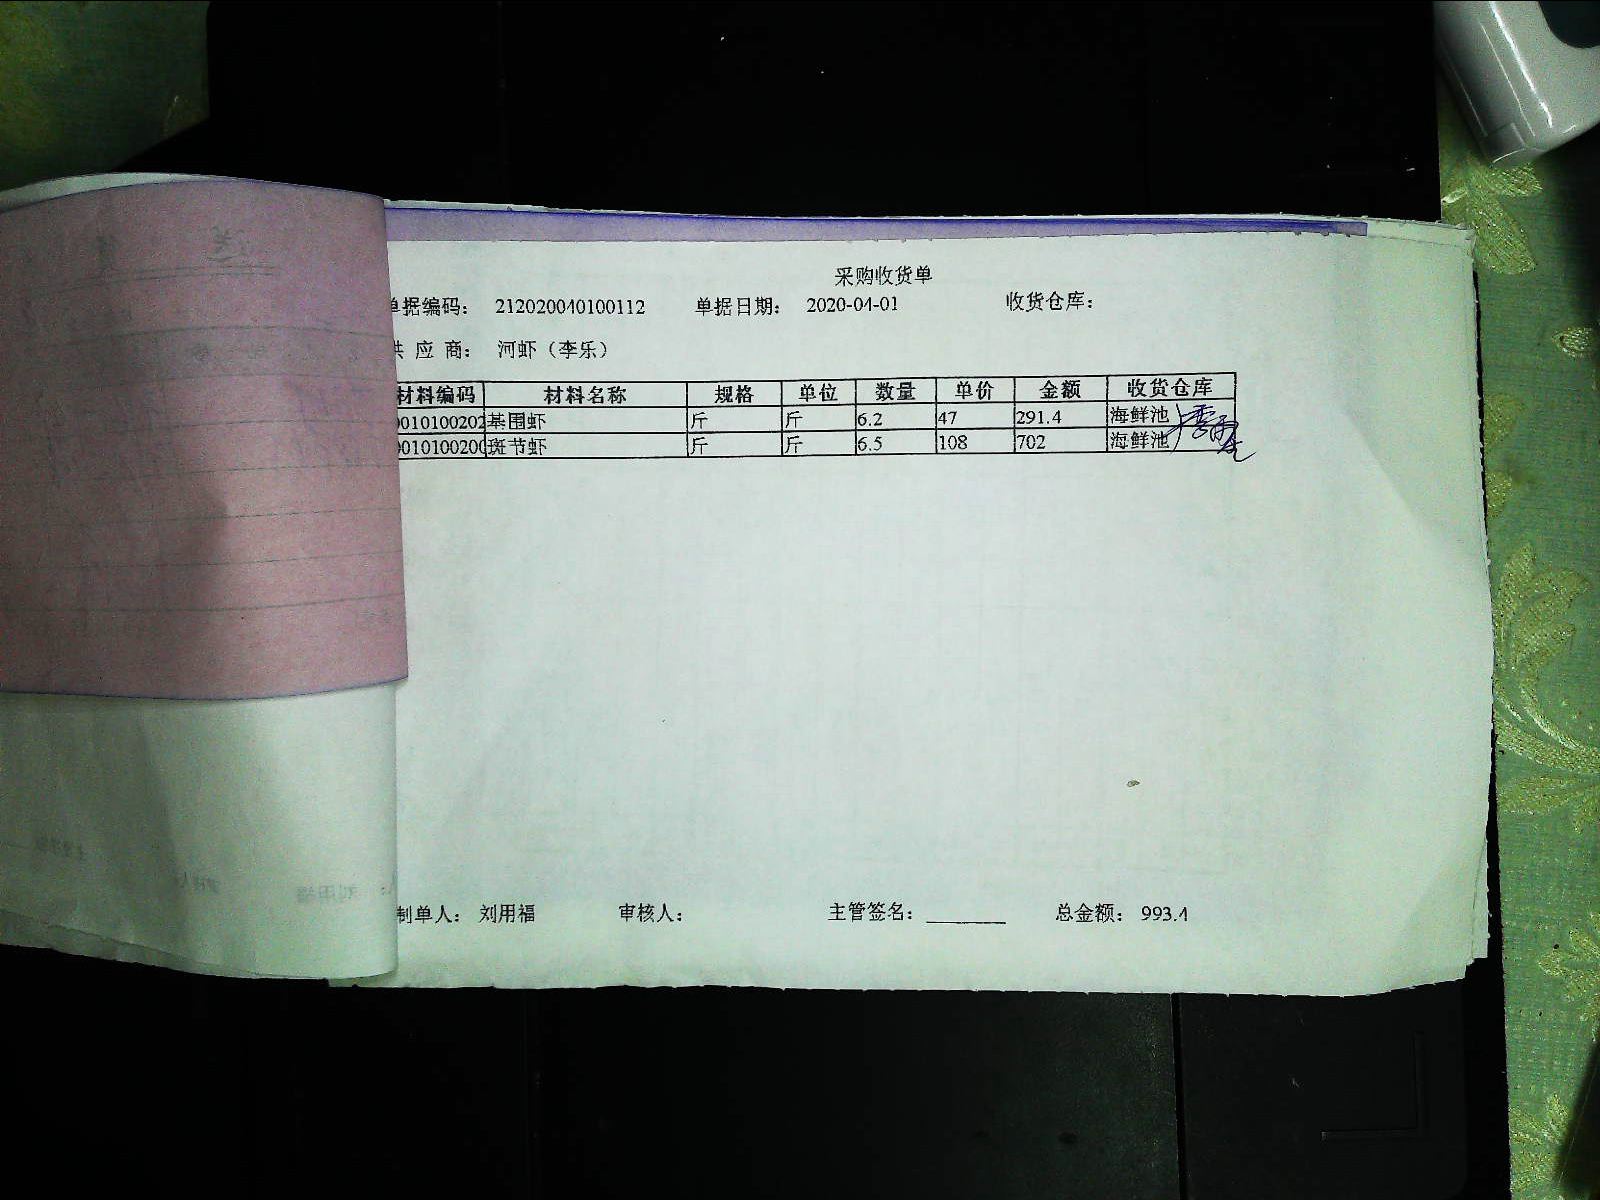 采购收货单
单据编码： 212020040100112 单据日期： 2020-04-01 收货仓库：
供 应 商： 河虾（李乐）
材料编码 材料名称 规格 单位 数量 单价 金额 收货仓库
0010100202 基围虾 斤 斤 6.2 47 291.4 海鲜池
0010100200 斑节虾 斤 斤 6.5 108 702 海鲜池
制单人： 刘用福 审核人： 主管签名： 总金额： 993.4